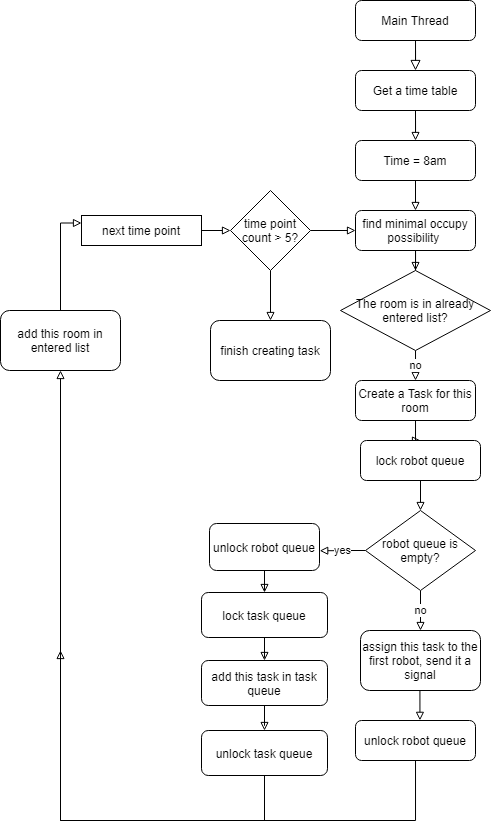 Main Thread
Get a time table
Time = 8am
next time point
time point
count > 5?
find minimal occupy
possibility
The room is in already
entered list?
add this room in
entered list
finish creating task
no
Create a Task for this
room
lock robot queue
unlock robot queue
yes
robot queue is
empty?
lock task queue
no
add this task in task
queue
assign this task to the
first robot, send it a
signal
unlock task queue
unlock robot queue